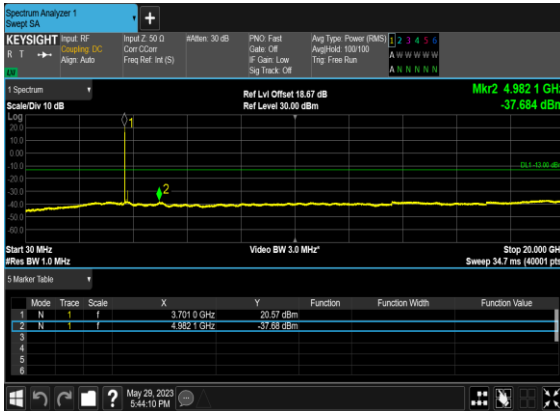 Spectrum Analyzer 1
Swept SA
+
KEYSIGHT Input: RF Input Z: 50 Ω #Atten: 30 dB PNO: Fast Avg Type: Power (RMS) 1 2 3 4 5 6
R T Coupling: DC Corr CCorr Gate: Off Avg|Hold: 100/100 A W W W W W
Align: Auto Freq Ref: Int (S) IF Gain: Low Trig: Free Run
Sig Track: Off A N N N N N
1 Spectrum Ref Lvl Offset 18.67 dB Mkr2 4.982 1 GHz
Scale/Div 10 dB Ref Level 30.00 dBm -37.684 dBm
Log
20.0
10.0
0.00
-10.0
-20.0
-30.0
-40.0
-50.0
-60.0
1
DL1 -13.00 dBm
2
Start 30 MHz Video BW 3.0 MHz* Stop 20.000 GH
#Res BW 1.0 MHz Sweep 34.7 ms (40001 pts
5 Marker Table
Mode Trace Scale X Y Function Function Width Function Value
1 N 1 f 3.701 0 GHz 20.57 dBm
2 N 1 f 4.982 1 GHz -37.68 dBm
3
4
5
6
? May 29, 2023
5:44:10 PM